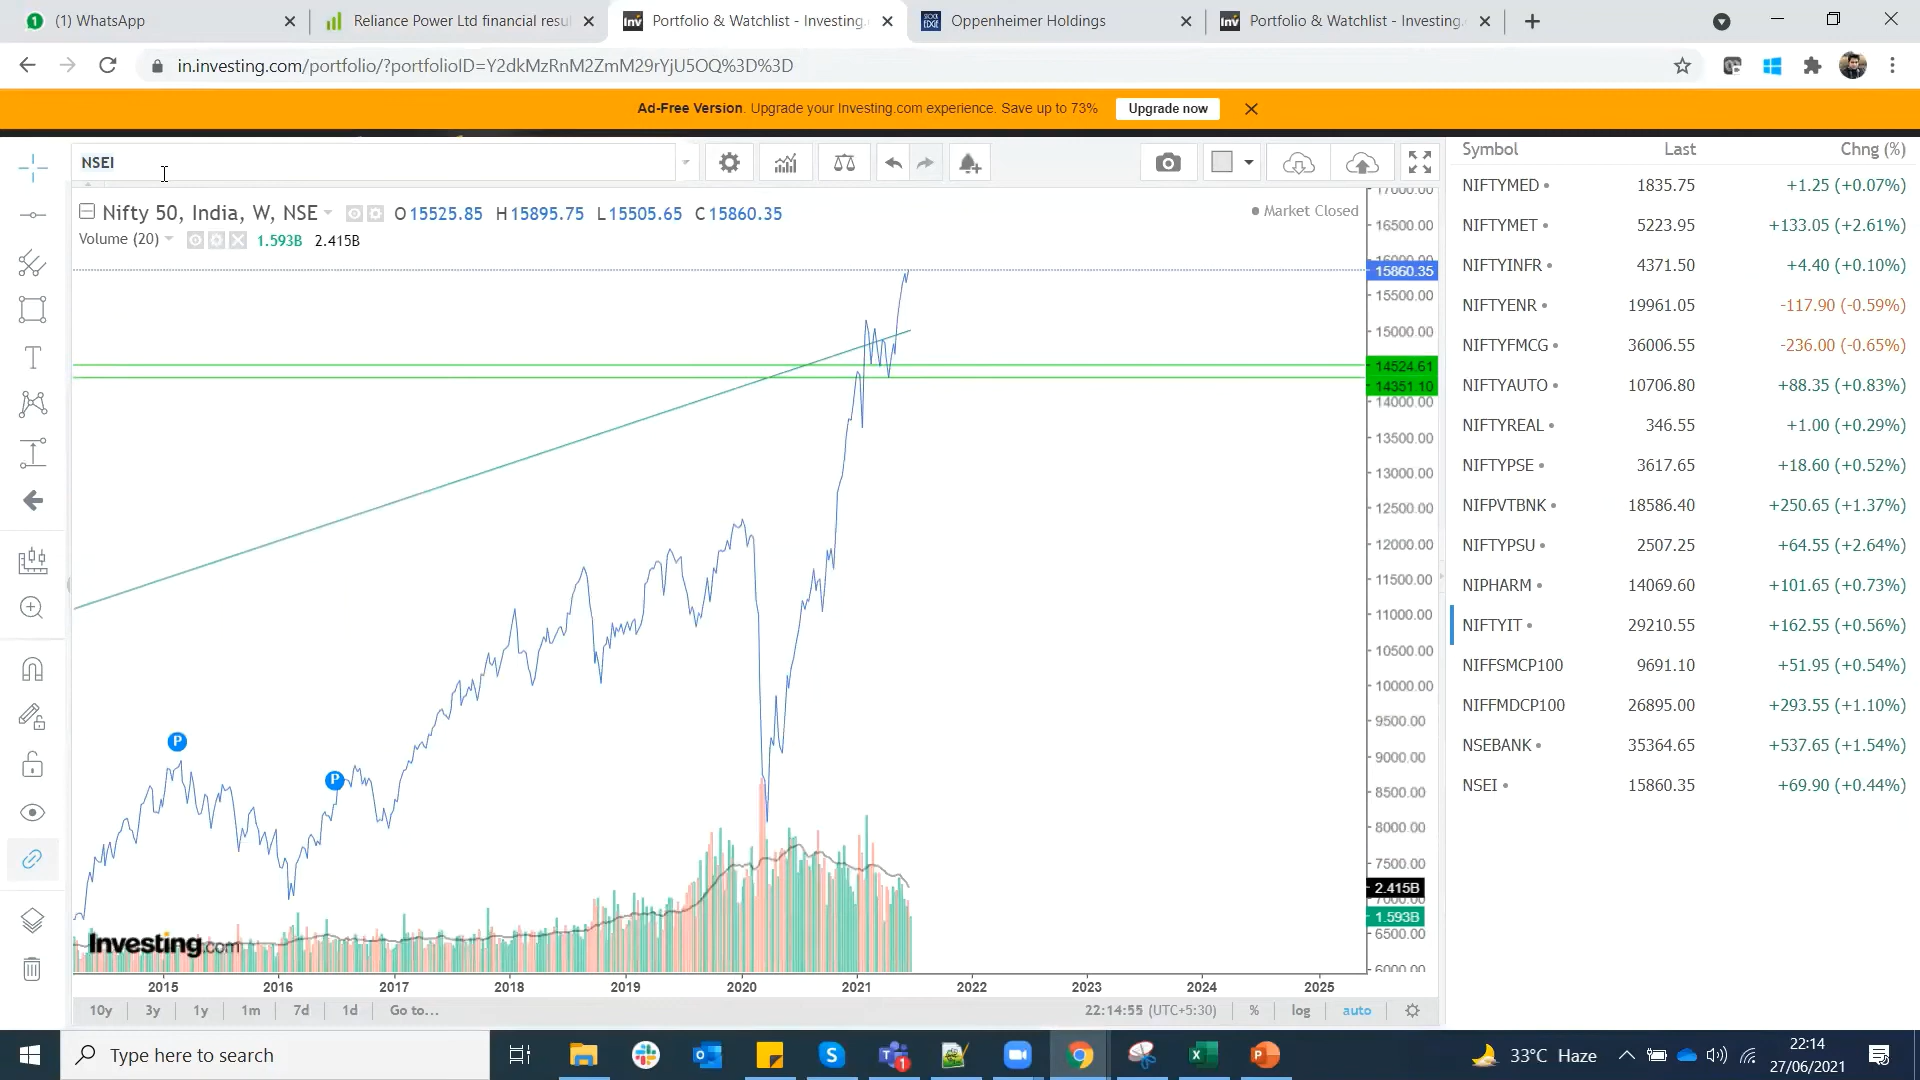 (1) WhatsApp
Reliance Power Ltd financial resu
Portfolio & Watchlist - Investing.
Oppenheimer Holdings
Portfolio & Watchlist - Investing.
in.investing.com/portfolio/?portfolioID=Y2dkMzRnM2ZmM29rYjU5OQ%3D%3D
Ad-Free Version. Upgrade your Investing.com experience. Save up to 73%
Upgrade now
NSEI
Nifty 50, India, W, NSE
O15525.85 H15895.75 L15505.65 C15860.35
Market Closed
Volume (20) 1.593B 2.415B
17000.00
16500.00
16000.00
15860.35
15500.00
15000.00
14524.61
14351.10
14000.00
13500.00
13000.00
12500.00
12000.00
11500.00
11000.00
10500.00
10000.00
9500.00
9000.00
8500.00
8000.00
7500.00
2.415B
7000.00
1.593B
6500.00
6000.00
P
P
Investing.com
2015 2016 2017 2018 2019 2020 2021 2022 2023 2024 2025
10y 3y 1y 1m 7d 1d Go to...
22:14:55 (UTC+5:30) % log auto
Symbol Last Chng (%)
NIFTYMED 1835.75 +1.25 (+0.07%)
NIFTYMET 5223.95 +133.05 (+2.61%)
NIFTYINFR 4371.50 +4.40 (+0.10%)
NIFTYENR 19961.05 -117.90 (-0.59%)
NIFTYFMCG 36006.55 -236.00 (-0.65%)
NIFTYAUTO 10706.80 +88.35 (+0.83%)
NIFTYREAL 346.55 +1.00 (+0.29%)
NIFTYPSE 3617.65 +18.60 (+0.52%)
NIFPVTBNK 18586.40 +250.65 (+1.37%)
NIFTYPSU 2507.25 +64.55 (+2.64%)
NIPHARM 14069.60 +101.65 (+0.73%)
NIFTYIT 29210.55 +162.55 (+0.56%)
NIFFSMCP100 9691.10 +51.95 (+0.54%)
NIFFMDCP100 26895.00 +293.55 (+1.10%)
NSEBANK 35364.65 +537.65 (+1.54%)
NSEI 15860.35 +69.90 (+0.44%)
Type here to search
33°C Haze
22:14
27/06/2021